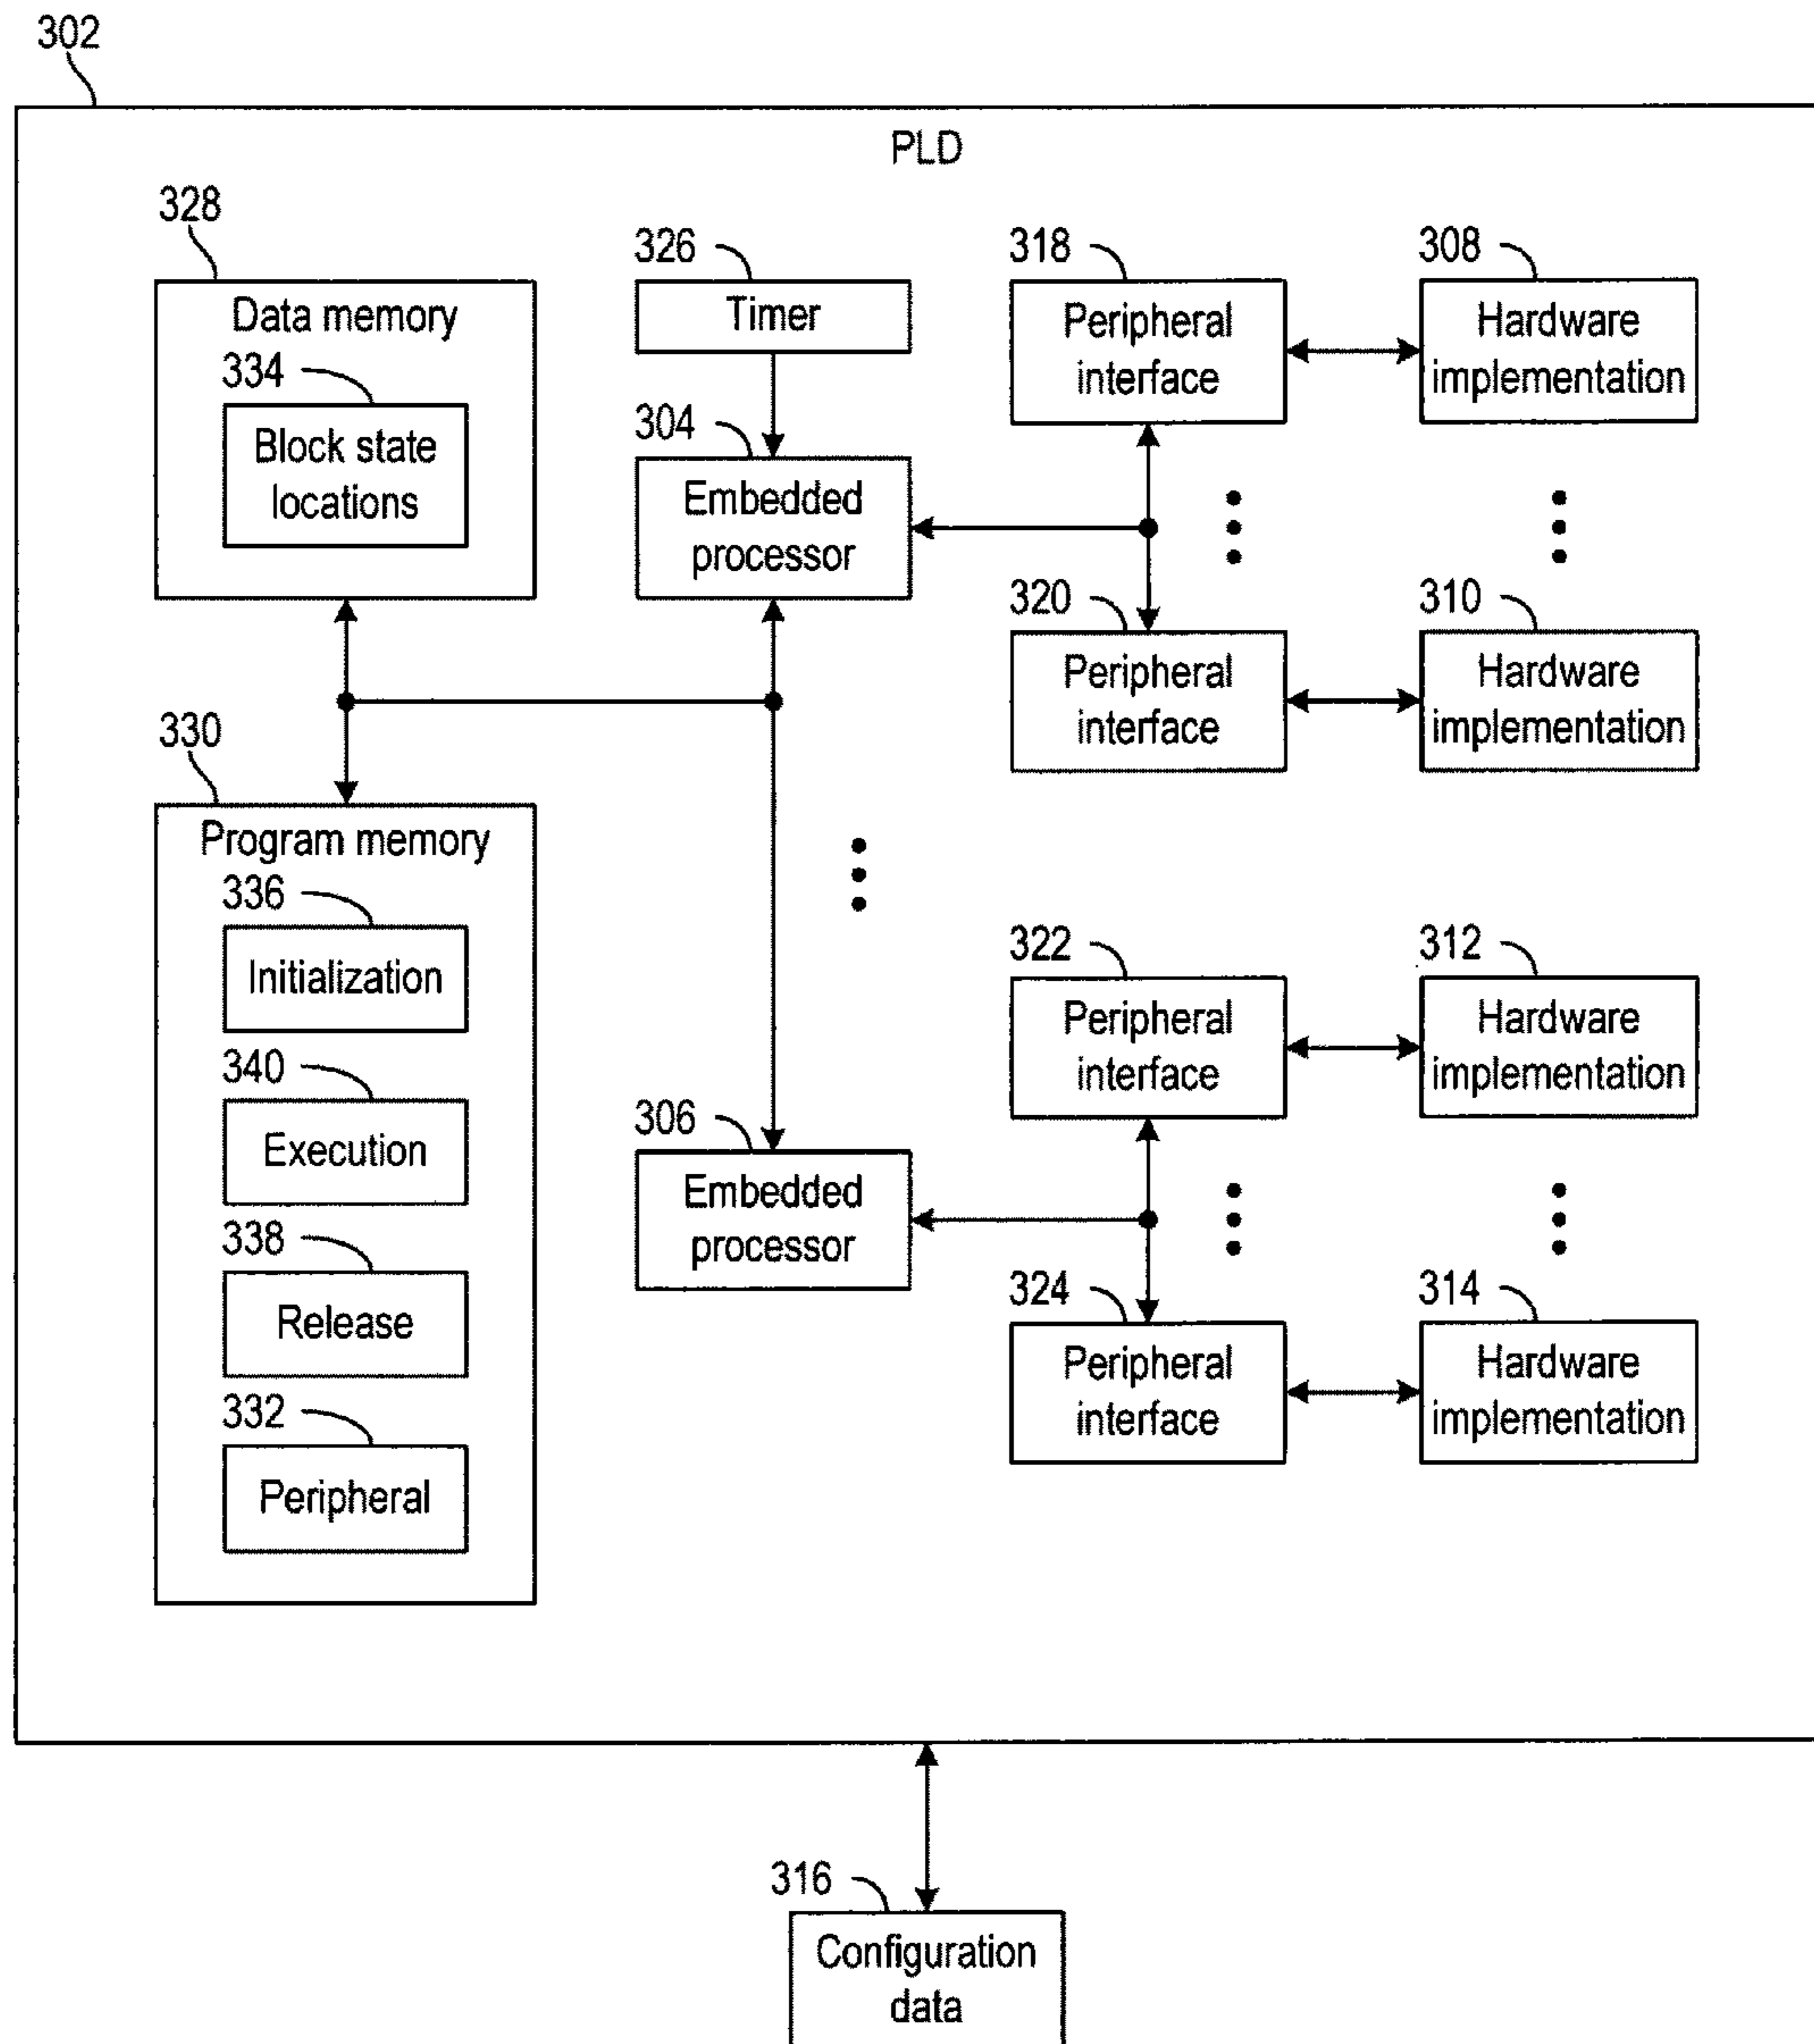 302
PLD
328
Data memory
334
Block state
locations
326
Timer
304
Embedded
processor
318
Peripheral
interface
308
Hardware
implementation
320
Peripheral
interface
310
Hardware
implementation
330
Program memory
336
Initialization
340
Execution
338
Release
332
Peripheral
306
Embedded
processor
322
Peripheral
interface
312
Hardware
implementation
324
Peripheral
interface
314
Hardware
implementation
316
Configuration
data